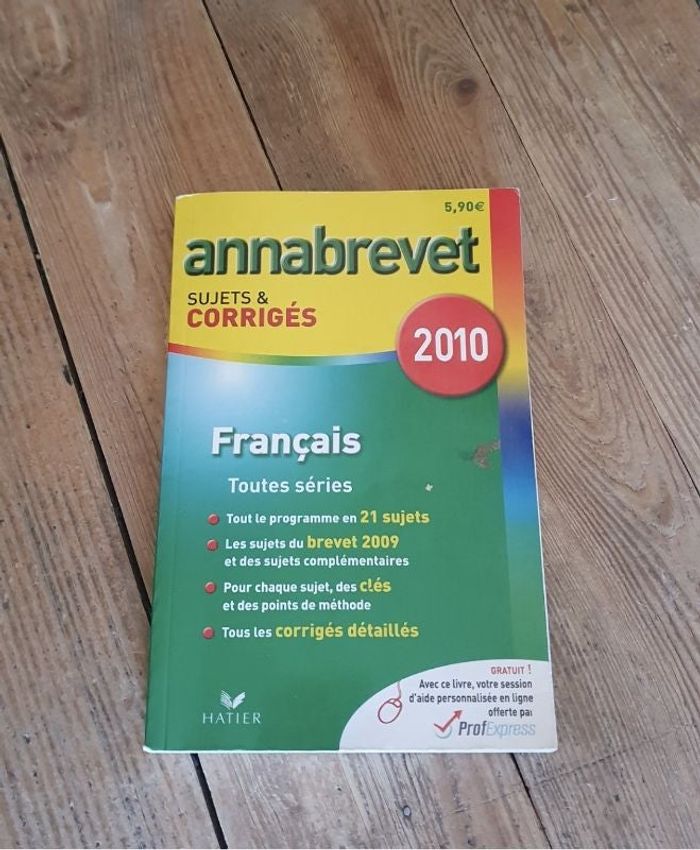 5,90€
annabrevet
SUJETS &
CORRIGÉS
2010
Français
Toutes séries
Tout le programme en 21 sujets
Les sujets du brevet 2009
et des sujets complémentaires
Pour chaque sujet, des clés
et des points de méthode
Tous les corrigés détaillés
GRATUIT !
Avec ce livre, votre session
d'aide personnalisée en ligne
offerte par
ProfExpress
HATIER